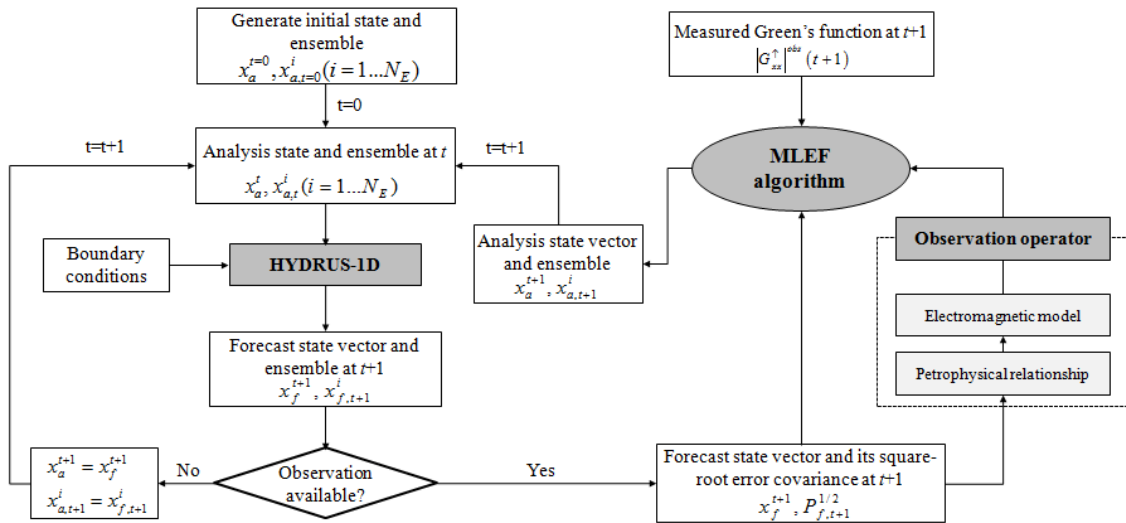 Generate initial state and
ensemble
x_a^{t=0}, x_{a,t=0}^i (i = 1...N_E)
t=0
Measured Green's function at t+1
|G_{xx}^↑|^{obs} (t+1)
t=t+1
Analysis state and ensemble at t
x_a^t, x_{a,t}^i (i = 1...N_E)
t=t+1
MLEF
algorithm
Boundary
conditions
HYDRUS-1D
Analysis state vector
and ensemble
x_a^{t+1}, x_{a,t+1}^i
Observation operator
Electromagnetic model
Petrophysical relationship
Forecast state vector and
ensemble at t+1
x_f^{t+1}, x_{f,t+1}^i
x_a^{t+1} = x_f^{t+1}
x_{a,t+1}^i = x_{f,t+1}^i
No
Observation
available?
Yes
Forecast state vector and its square-
root error covariance at t+1
x_f^{t+1}, P_{f,t+1}^{1/2}